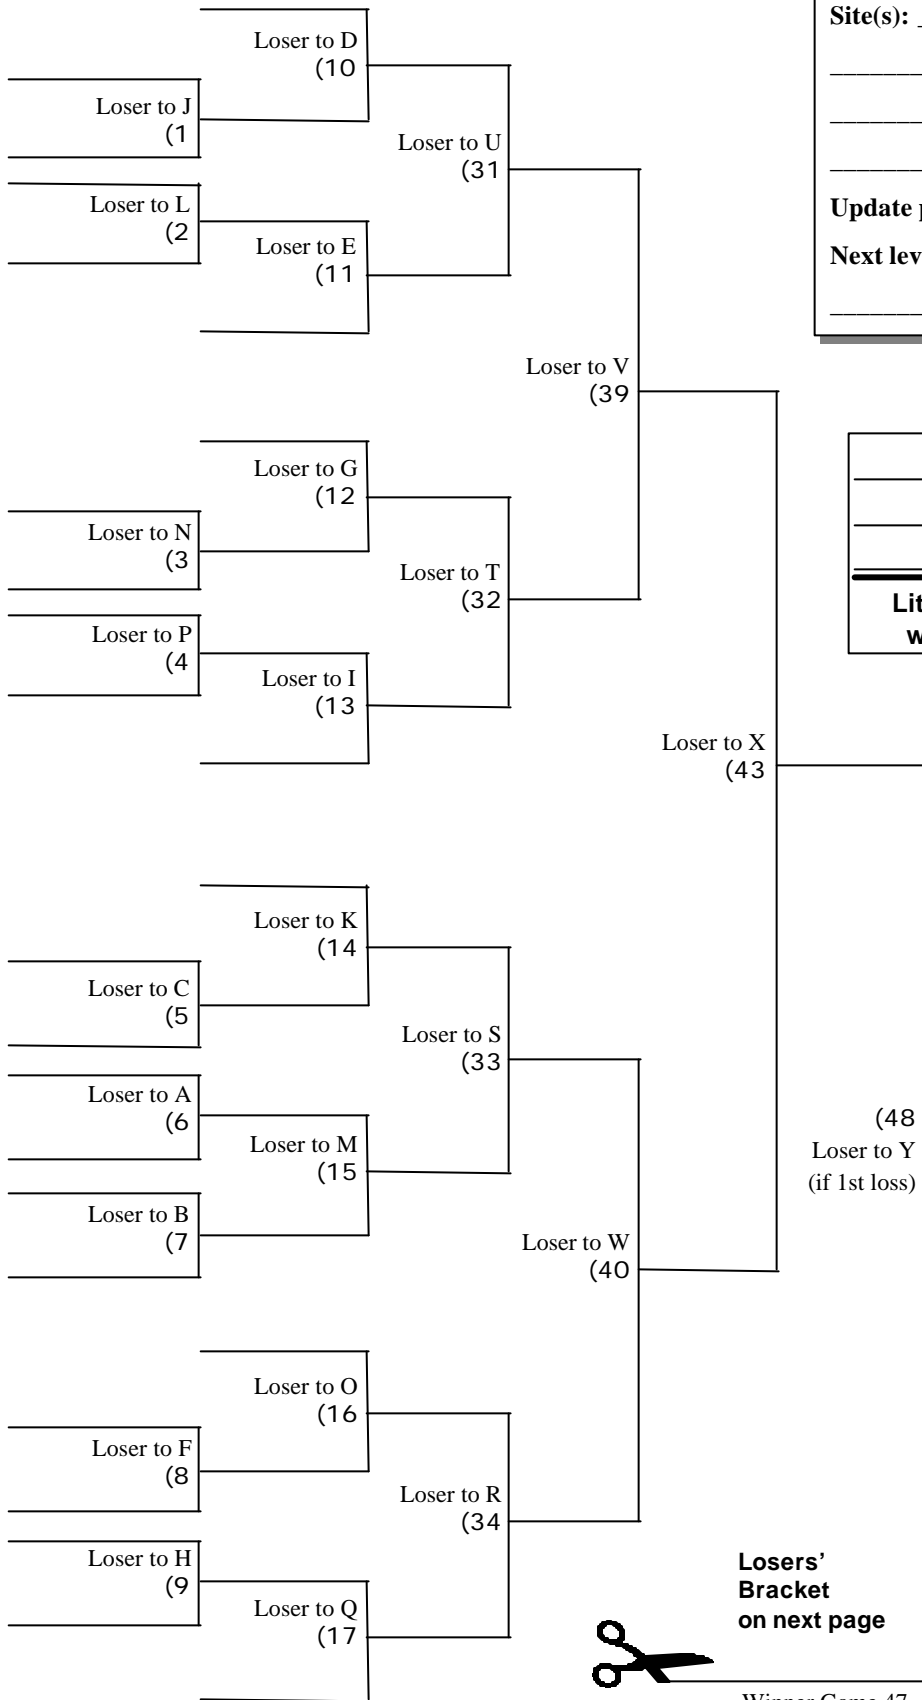 Site(s): _
Loser to D
(10
Loser to J
(1
Loser to U
(31
Loser to L
(2
Update
Loser to E
(11
Next lev
Loser to V
(39
Loser to G
(12
Loser to N
(3
Loser to T
(32
Lit
w
Loser to P
(4
Loser to I
(13
Loser to X
(43
Loser to K
(14
Loser to C
(5
Loser to S
(33
Loser to A
(6
(48
Loser to Y
(if 1st loss)
Loser to M
(15
Loser to B
(7
Loser to W
(40
Loser to O
(16
Loser to F
(8
Loser to R
(34
Loser to H
(9
Losers'
Bracket
on next page
Loser to Q
(17
Winner Game 47